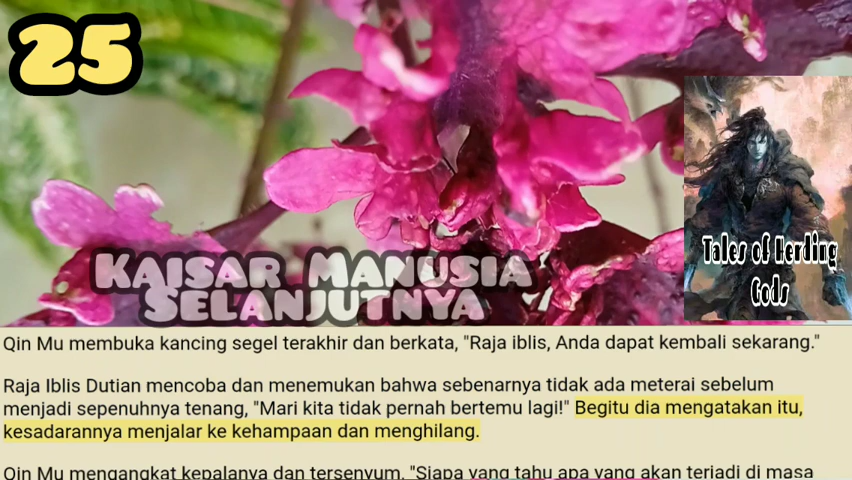 25
Tales of Herding
Gods
KAISAR MANUSIA
SELANJUTNYA
Qin Mu membuka kancing segel terakhir dan berkata, "Raja iblis, Anda dapat kembali sekarang."
Raja Iblis Dutian mencoba dan menemukan bahwa sebenarnya tidak ada meterai sebelum
menjadi sepenuhnya tenang, "Mari kita tidak pernah bertemu lagi!" Begitu dia mengatakan itu,
kesadarannya menjalar ke kehampaan dan menghilang.
Qin Mu mengangkat kepalanya dan tersenyum, "Siapa yang tahu apa yang akan terjadi di masa